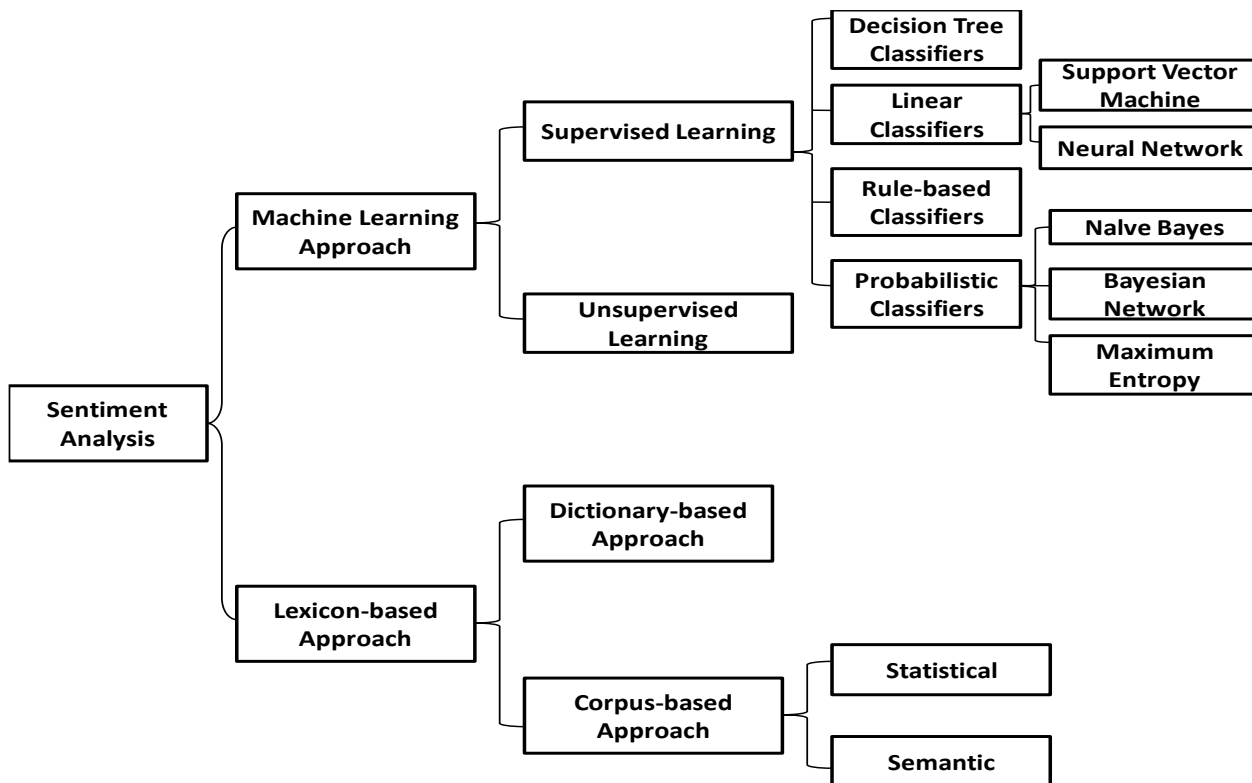 Decision Tree
Classifiers
Support Vector
Machine
Linear
Classifiers
Supervised Learning
Neural Network
Rule-based
Classifiers
Machine Learning
Approach
Nalve Bayes
Probabilistic
Classifiers
Bayesian
Network
Unsupervised
Learning
Maximum
Entropy
Sentiment
Analysis
Dictionary-based
Approach
Lexicon-based
Approach
Statistical
Corpus-based
Approach
Semantic